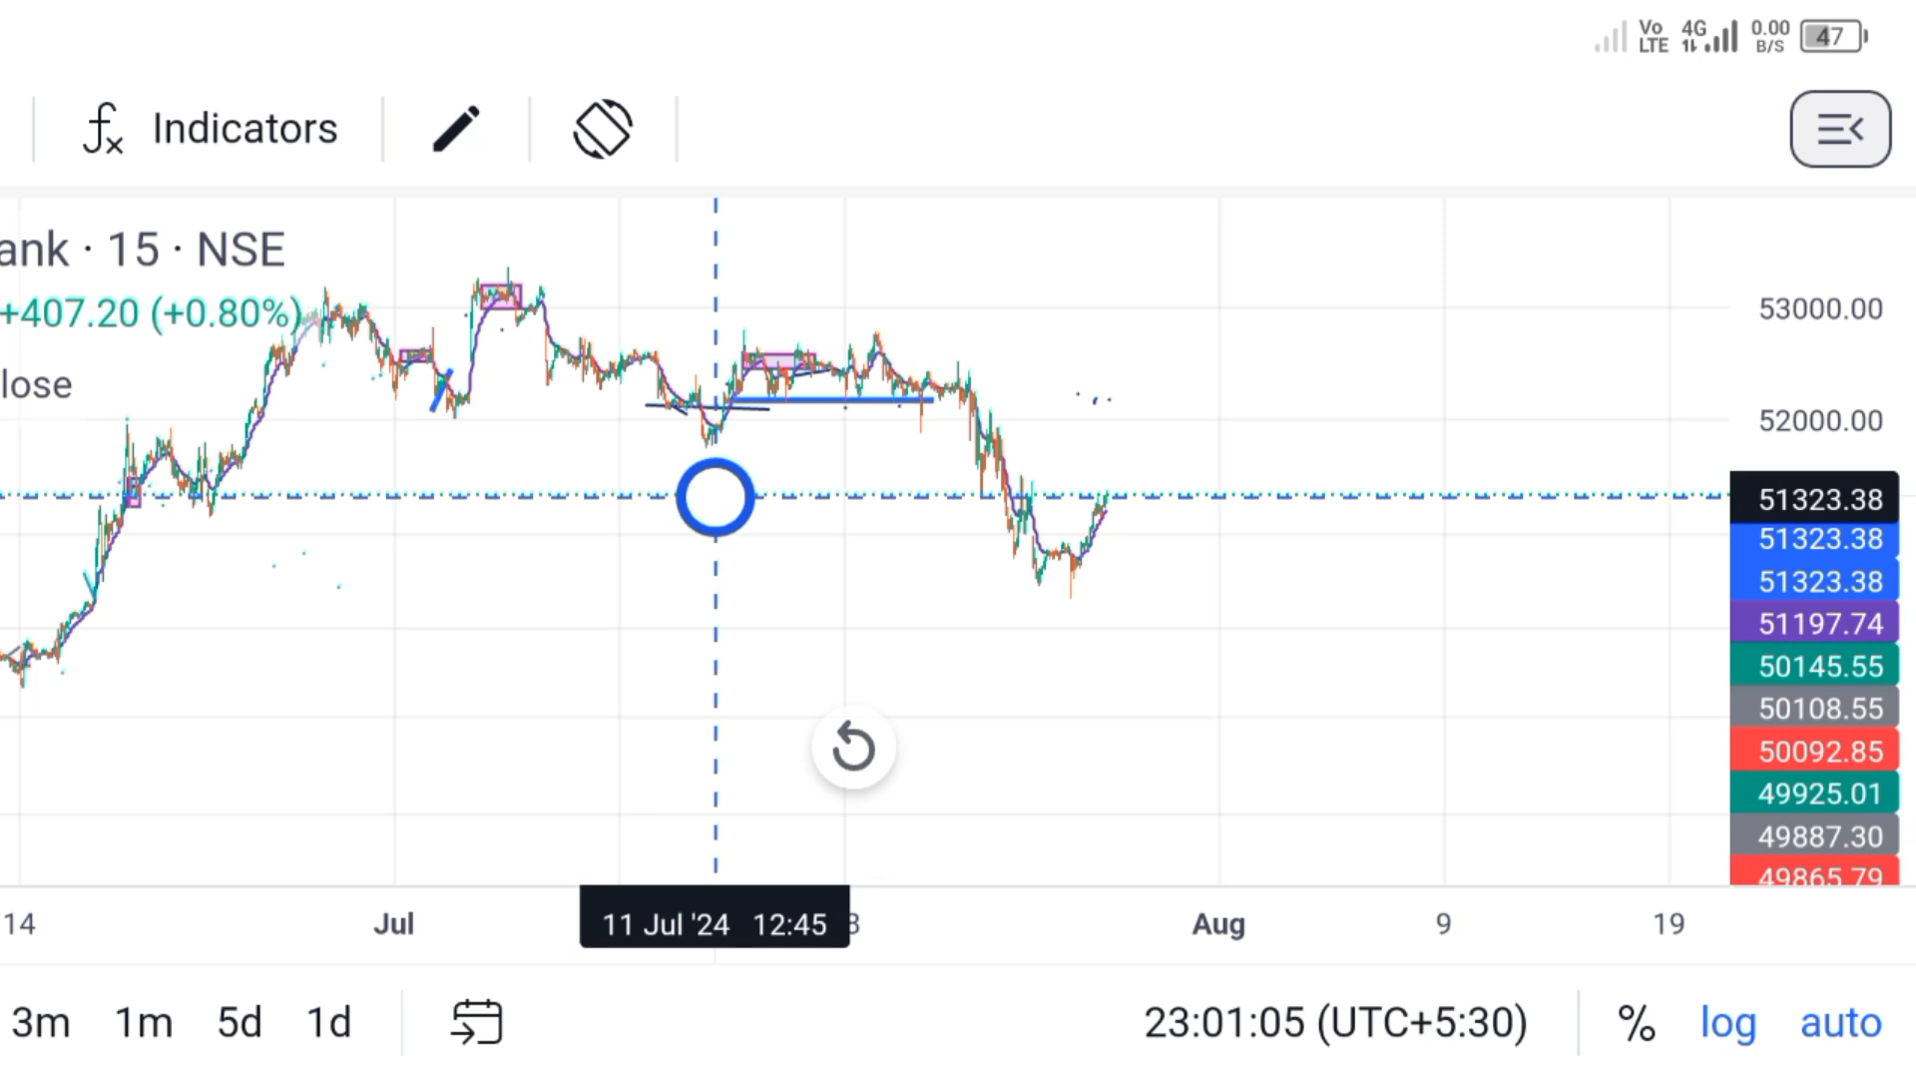 Vo LTE 4G 0.00 B/S 47
Indicators
ank · 15 · NSE
+407.20 (+0.80%)
lose
53000.00
52000.00
51323.38
51323.38
51323.38
51197.74
50145.55
50108.55
50092.85
49925.01
49887.30
49865.79
14 Jul 11 Jul '24 12:45 8 Aug 9 19
3m 1m 5d 1d 23:01:05 (UTC+5:30) % log auto